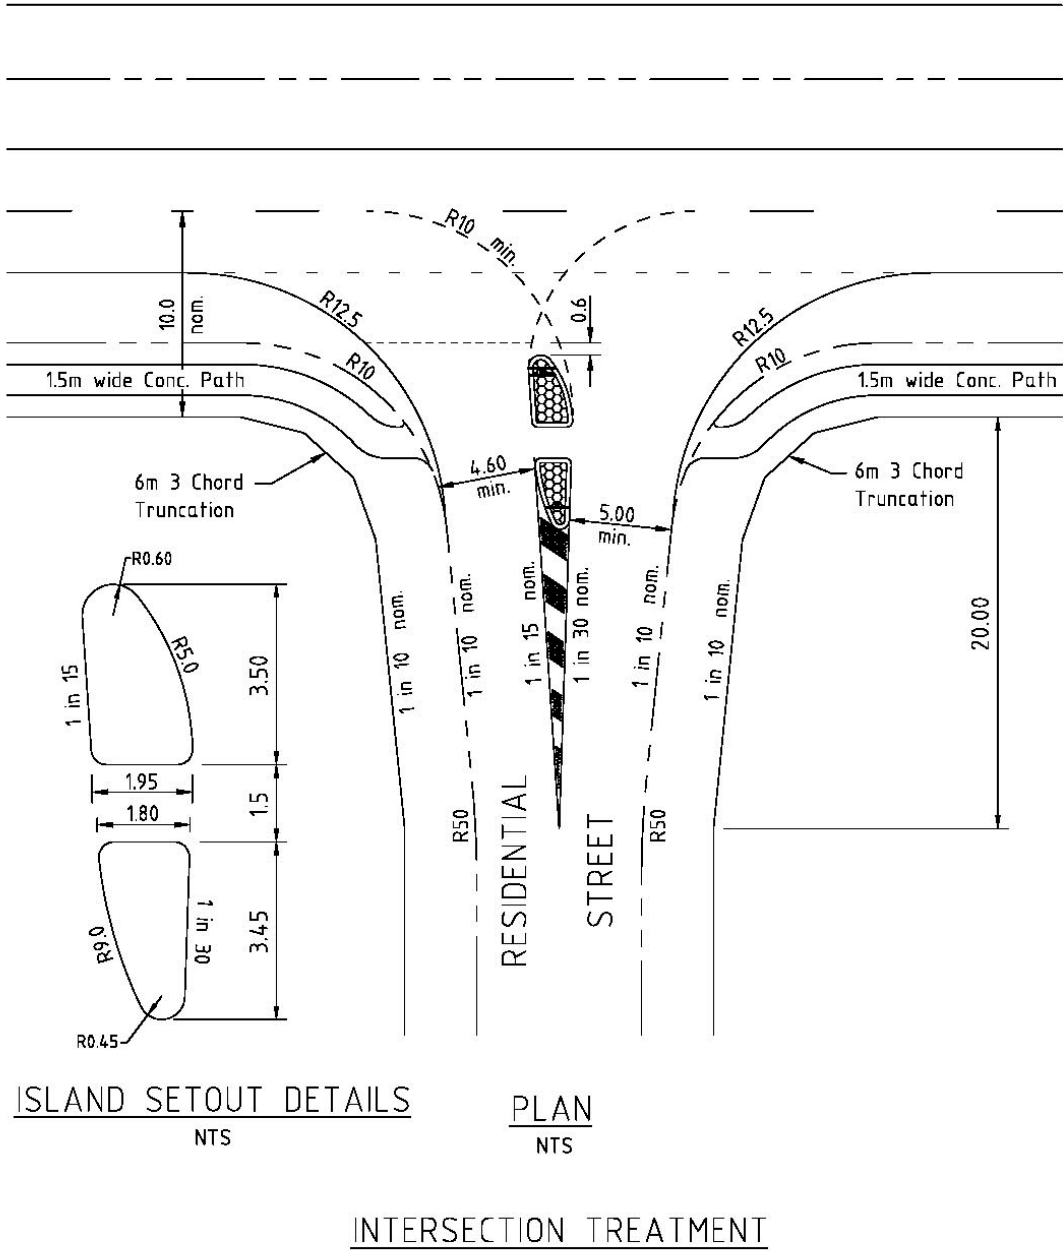 R10 min.
0.6
10.0
nom.
R12.5
R12.5
R10
R10
1.5m wide Conc. Path
1.5m wide Conc. Path
4.60
min.
6m 3 Chord
Truncation
6m 3 Chord
Truncation
5.00
min.
R0.60
R5.0
1 in 15
3.50
1 in 10 nom.
1 in 10 nom.
1 in 15 nom.
1 in 30 nom.
1 in 10 nom.
1 in 10 nom.
20.00
1.95
1.5
1.80
R50
R50
RESIDENTIAL
STREET
R9.0
1 in 30
3.45
R0.45
ISLAND SETOUT DETAILS
NTS
PLAN
NTS
INTERSECTION TREATMENT